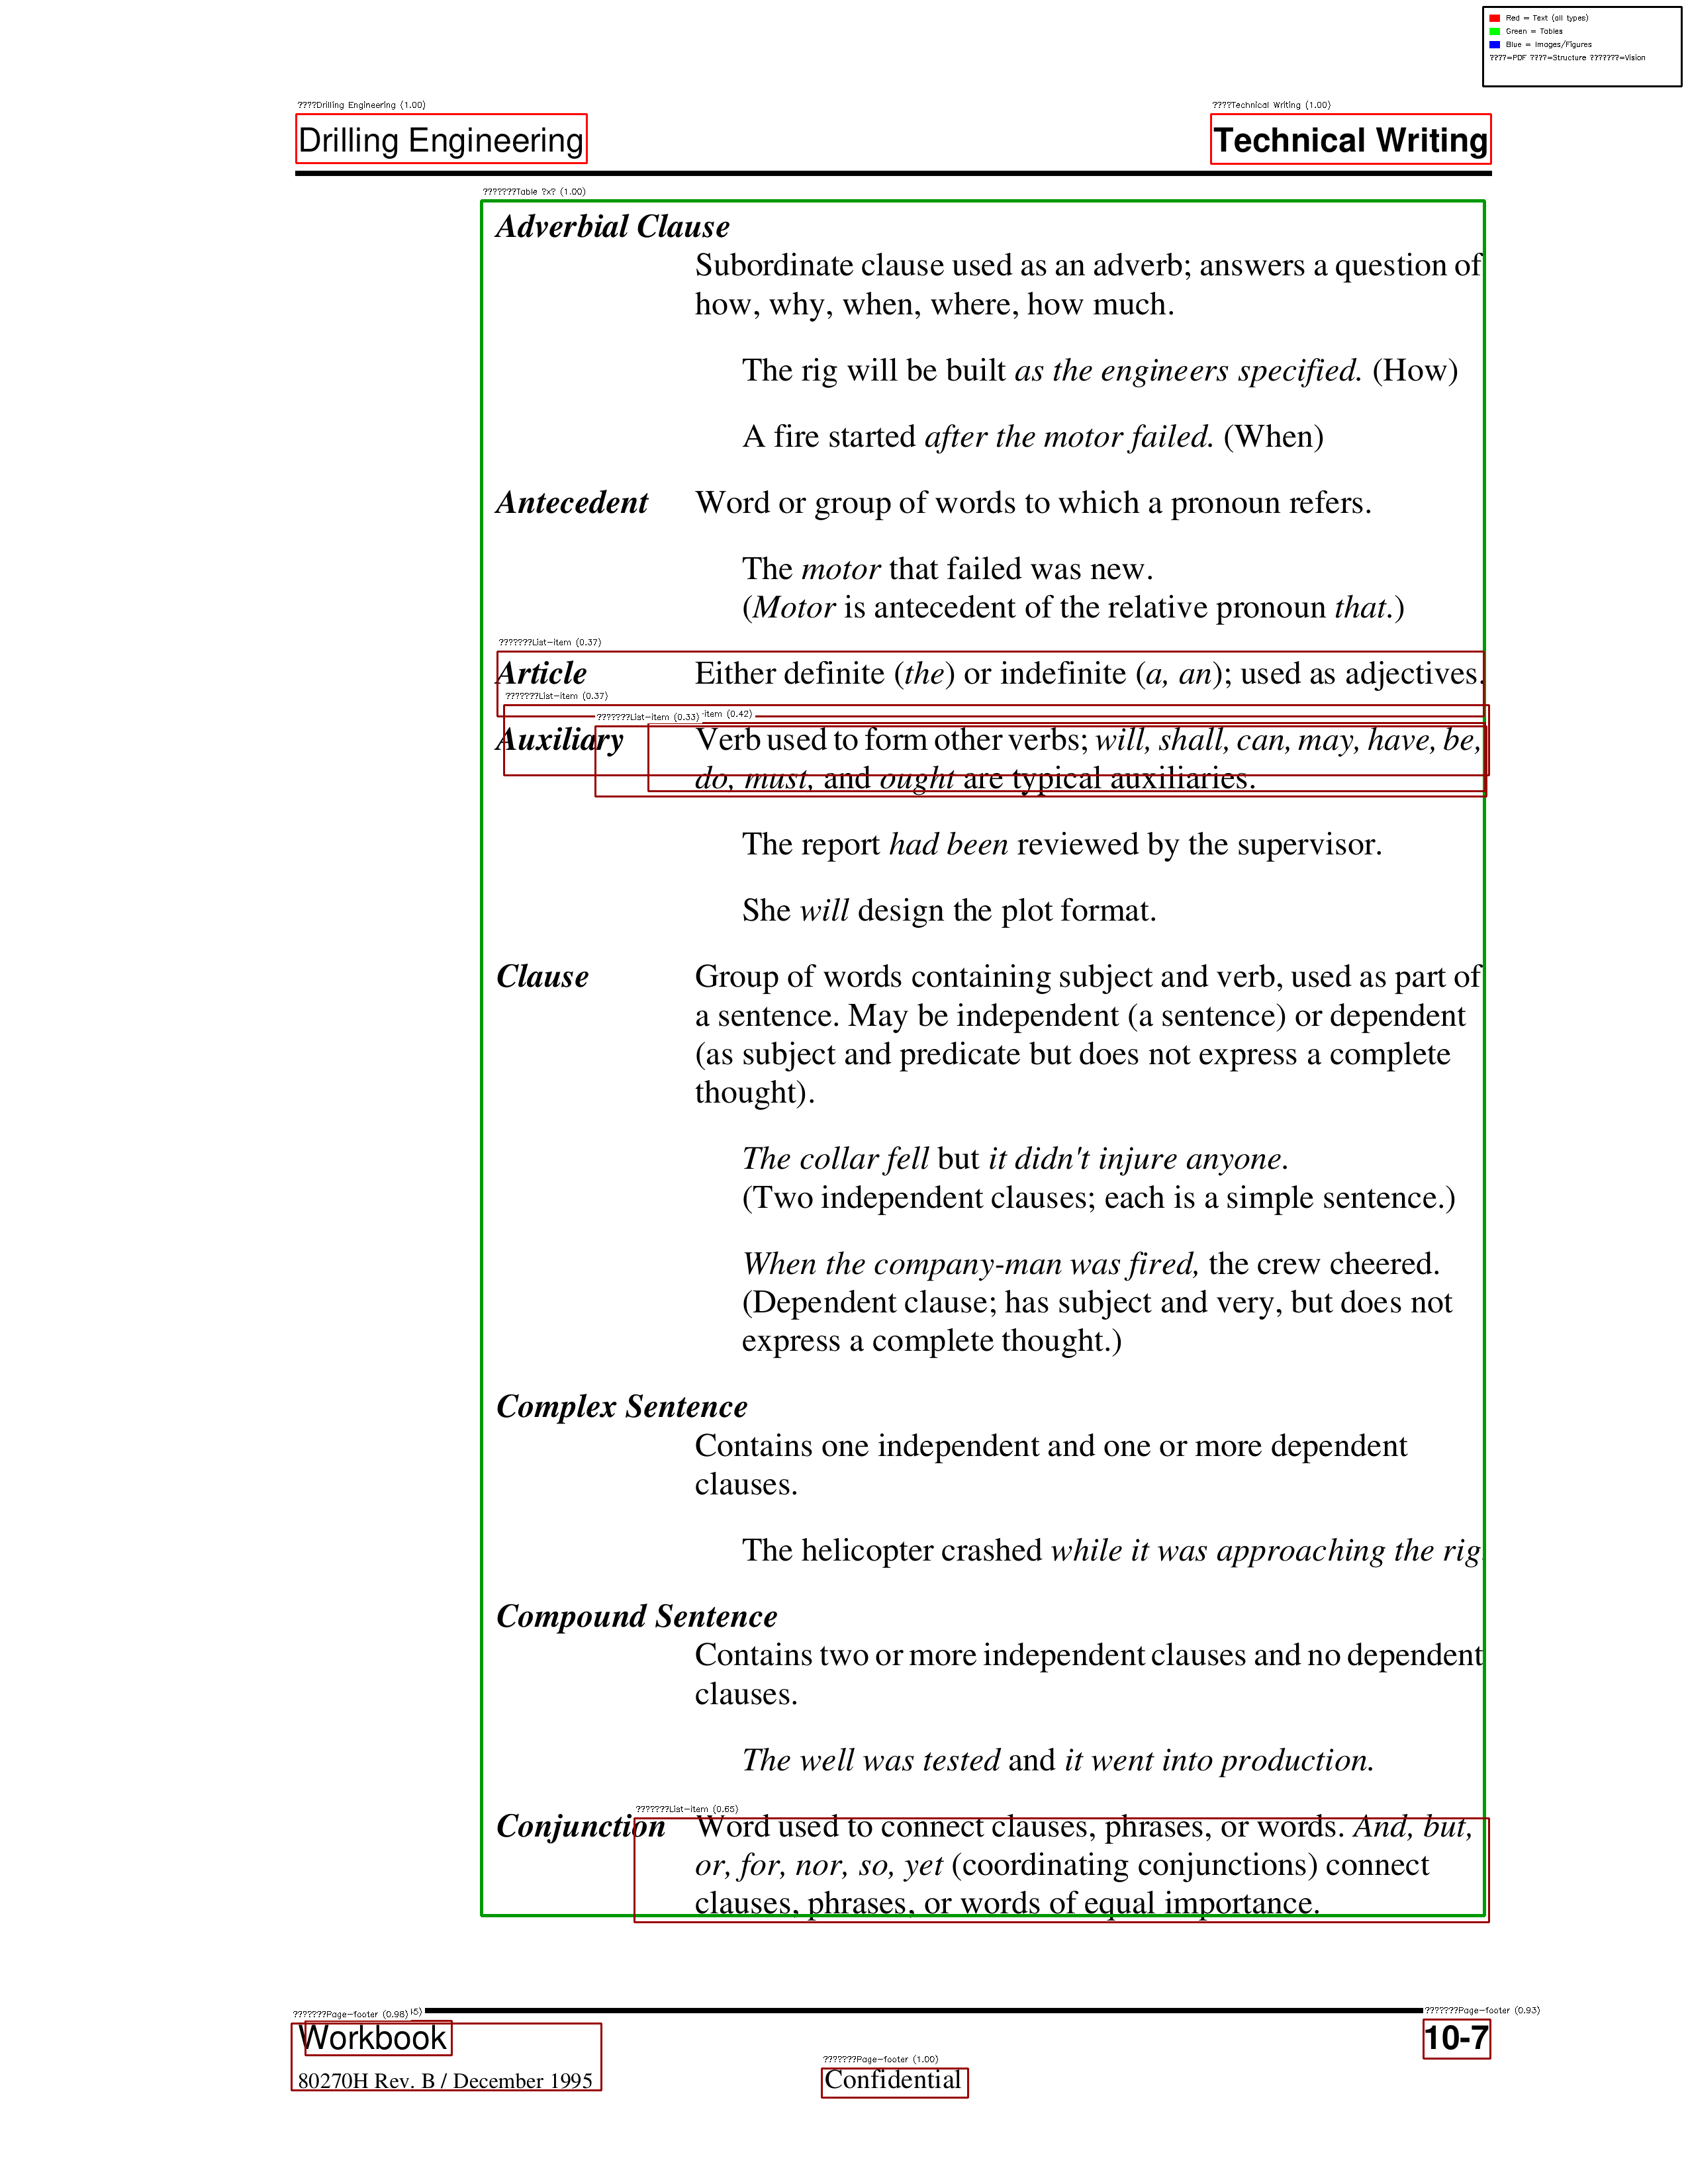 Red = Text (all types)
Green = Tables
Blue = Images/Figures
????=PDF ????=Structure ???????=Vision
????Drilling Engineering (1.00)
????Technical Writing (1.00)
Drilling Engineering
Technical Writing
???????Table ?x? (1.00)
Adverbial Clause
Subordinate clause used as an adverb; answers a question of
how, why, when, where, how much.
The rig will be built as the engineers specified. (How)
A fire started after the motor failed. (When)
Antecedent Word or group of words to which a pronoun refers.
The motor that failed was new.
(Motor is antecedent of the relative pronoun that.)
???????List-item (0.37)
Article Either definite (the) or indefinite (a, an); used as adjectives.
???????List-item (0.37)
???????List-item (0.33) -item (0.42)
Auxiliary Verb used to form other verbs; will, shall, can, may, have, be,
do, must, and ought are typical auxiliaries.
The report had been reviewed by the supervisor.
She will design the plot format.
Clause Group of words containing subject and verb, used as part of
a sentence. May be independent (a sentence) or dependent
(as subject and predicate but does not express a complete
thought).
The collar fell but it didn't injure anyone.
(Two independent clauses; each is a simple sentence.)
When the company-man was fired, the crew cheered.
(Dependent clause; has subject and very, but does not
express a complete thought.)
Complex Sentence
Contains one independent and one or more dependent
clauses.
The helicopter crashed while it was approaching the rig.
Compound Sentence
Contains two or more independent clauses and no dependent
clauses.
The well was tested and it went into production.
???????List-item (0.65)
Conjunction Word used to connect clauses, phrases, or words. And, but,
or, for, nor, so, yet (coordinating conjunctions) connect
clauses, phrases, or words of equal importance.
???????Page-footer (0.98)
???????Page-footer (0.93)
Workbook
10-7
???????Page-footer (1.00)
80270H Rev. B / December 1995
Confidential